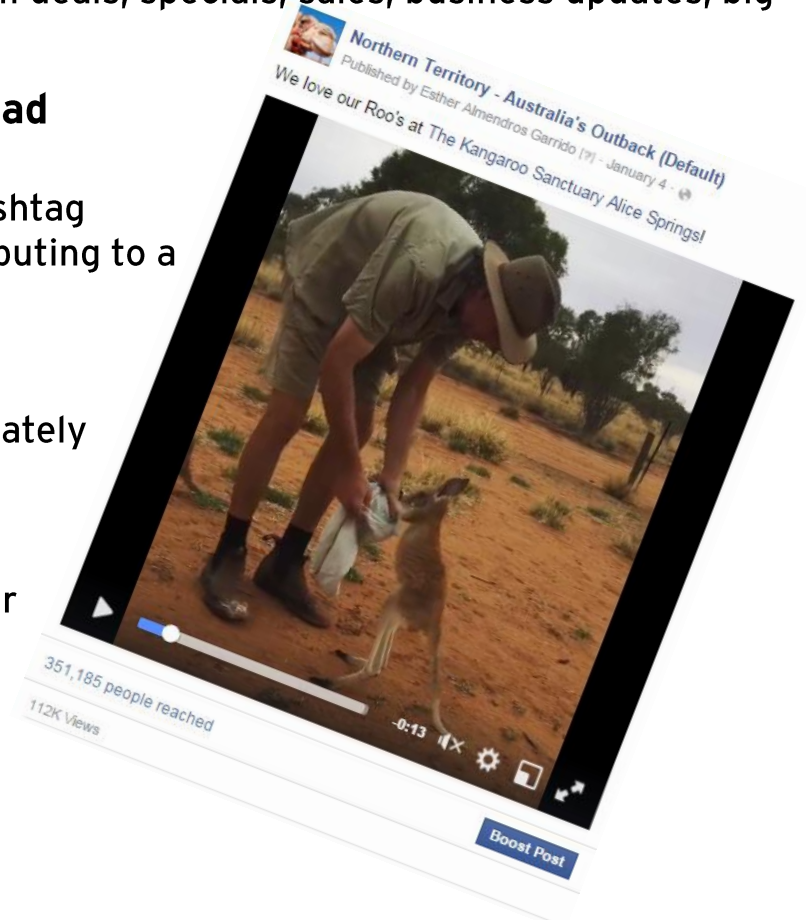 deals, specials, sales, business updates, big
ad
shtag
buting to a
ately
r
Northern Territory - Australia's Outback (Default)
Published by Esther Almendros Garrido [?] · January 4 ·
We love our Roo's at The Kangaroo Sanctuary Alice Springs!
-0:13
351,185 people reached
112K Views
Boost Post